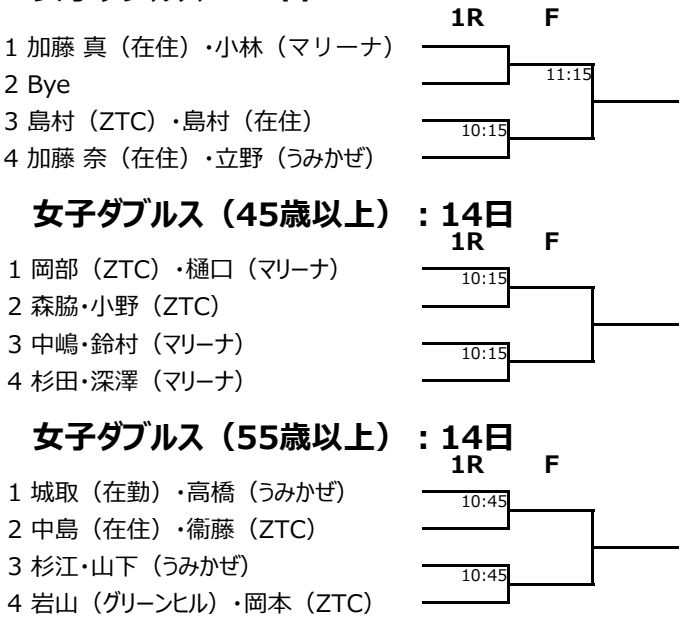 1R F
1 加藤 真（在住）・小林（マリーナ）
11:15
2 Bye
3 島村（ZTC）・島村（在住）
10:15
4 加藤 奈（在住）・立野（うみかぜ）
女子ダブルス（45歳以上）：14日
1R F
1 岡部（ZTC）・樋口（マリーナ）
10:15
2 森脇・小野（ZTC）
3 中嶋・鈴村（マリーナ）
10:15
4 杉田・深澤（マリーナ）
女子ダブルス（55歳以上）：14日
1R F
1 城取（在勤）・高橋（うみかぜ）
10:45
2 中島（在住）・衞藤（ZTC）
3 杉江・山下（うみかぜ）
10:45
4 岩山（グリーンヒル）・岡本（ZTC）